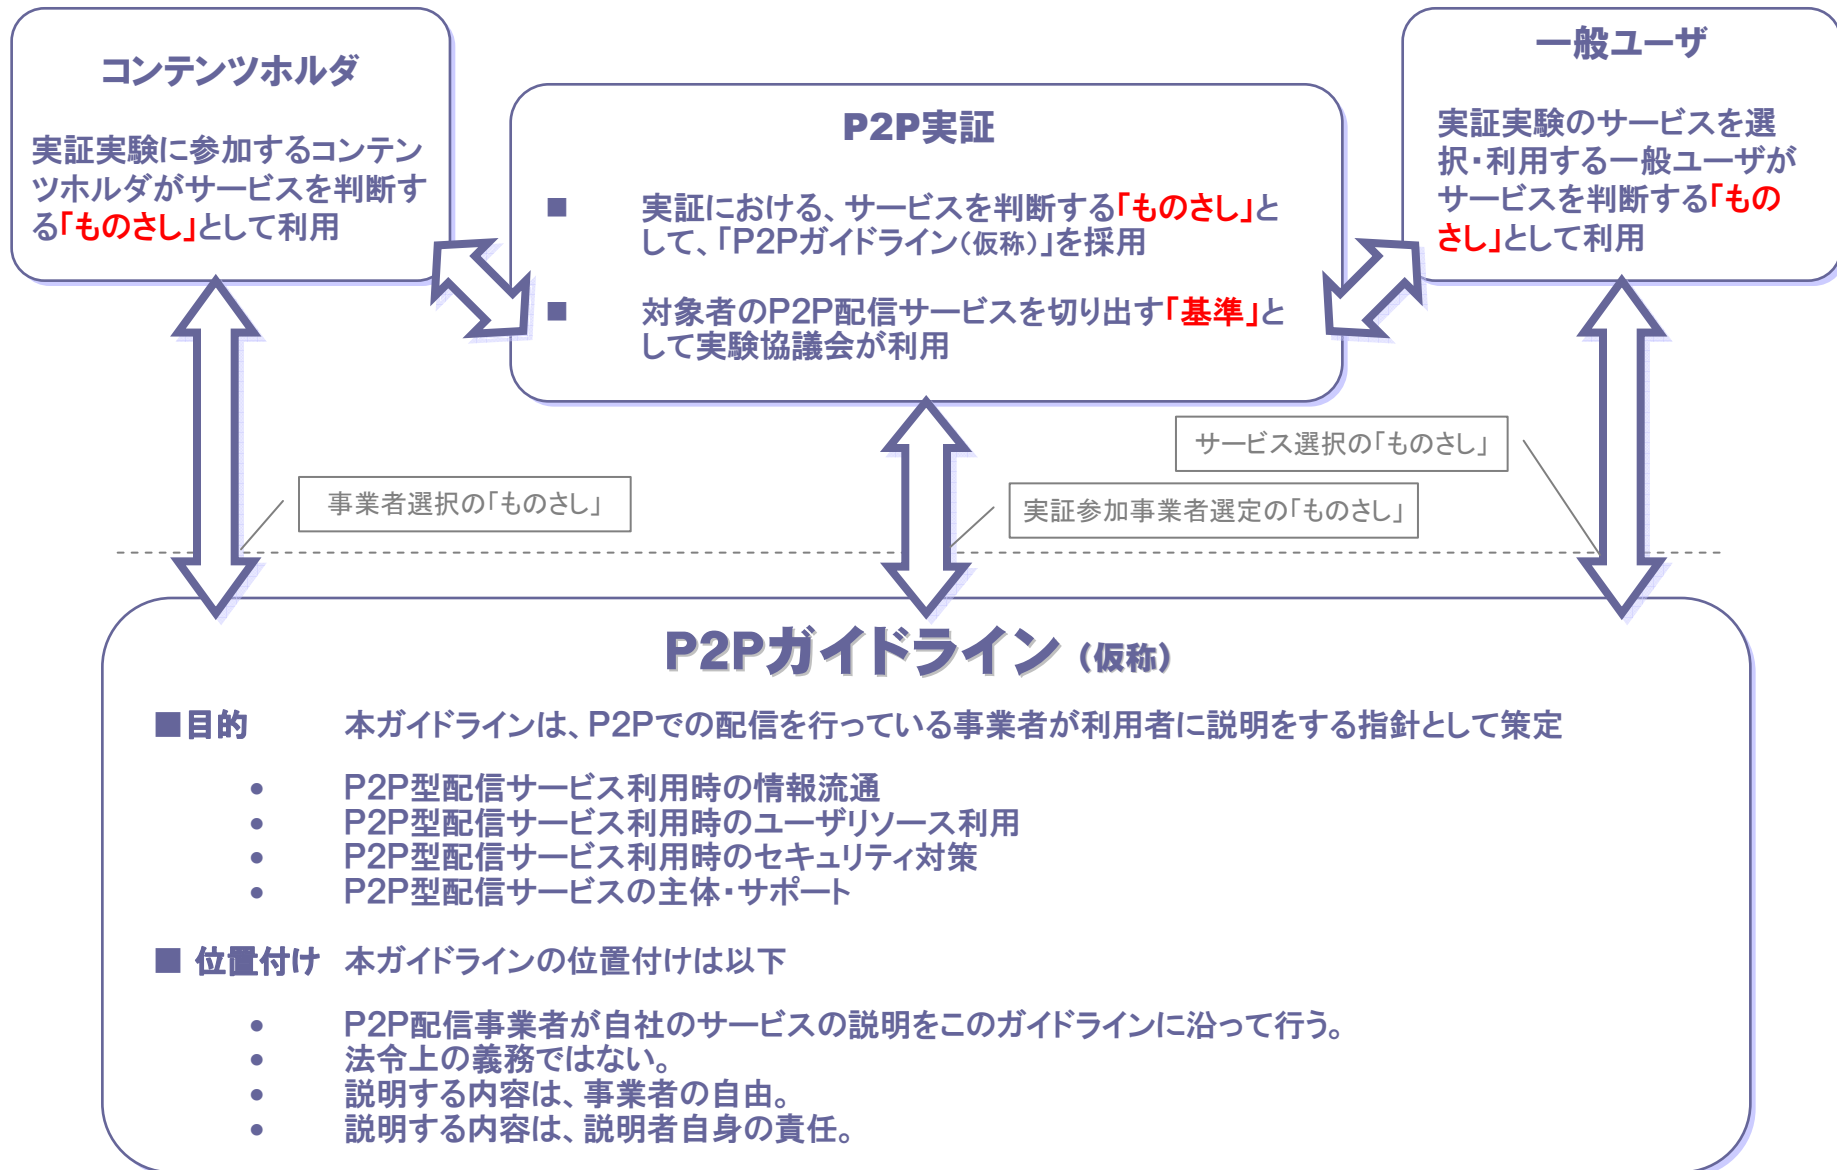 コンテンツホルダ
実証実験に参加するコンテン
ツホルダがサービスを判断す
る「ものさし」として利用
P2P実証
■ 実証における、サービスを判断する「ものさし」と
して、「P2Pガイドライン（仮称）」を採用
■ 対象者のP2P配信サービスを切り出す「基準」と
して実験協議会が利用
一般ユーザ
実証実験のサービスを選
択・利用する一般ユーザが
サービスを判断する「もの
さし」として利用
事業者選択の「ものさし」
実証参加事業者選定の「ものさし」
サービス選択の「ものさし」
P2Pガイドライン（仮称）
■目的 本ガイドラインは、P2Pでの配信を行っている事業者が利用者に説明をする指針として策定
• P2P型配信サービス利用時の情報流通
• P2P型配信サービス利用時のユーザリソース利用
• P2P型配信サービス利用時のセキュリティ対策
• P2P型配信サービスの主体・サポート
■ 位置付け 本ガイドラインの位置付けは以下
• P2P配信事業者が自社のサービスの説明をこのガイドラインに沿って行う。
• 法令上の義務ではない。
• 説明する内容は、事業者の自由。
• 説明する内容は、説明者自身の責任。